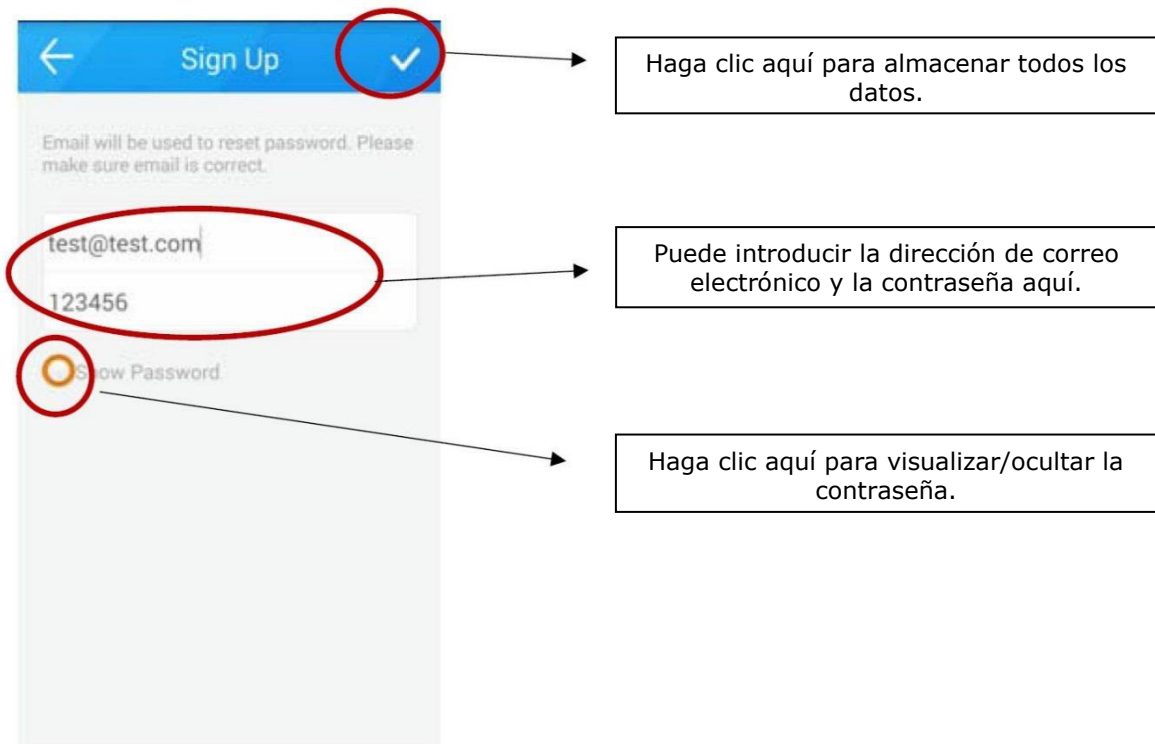 Sign Up
Haga clic aquí para almacenar todos los
datos.
Email will be used to reset password. Please
make sure email is correct.
test@test.com
Puede introducir la dirección de correo
electrónico y la contraseña aquí.
123456
Show Password
Haga clic aquí para visualizar/ocultar la
contraseña.